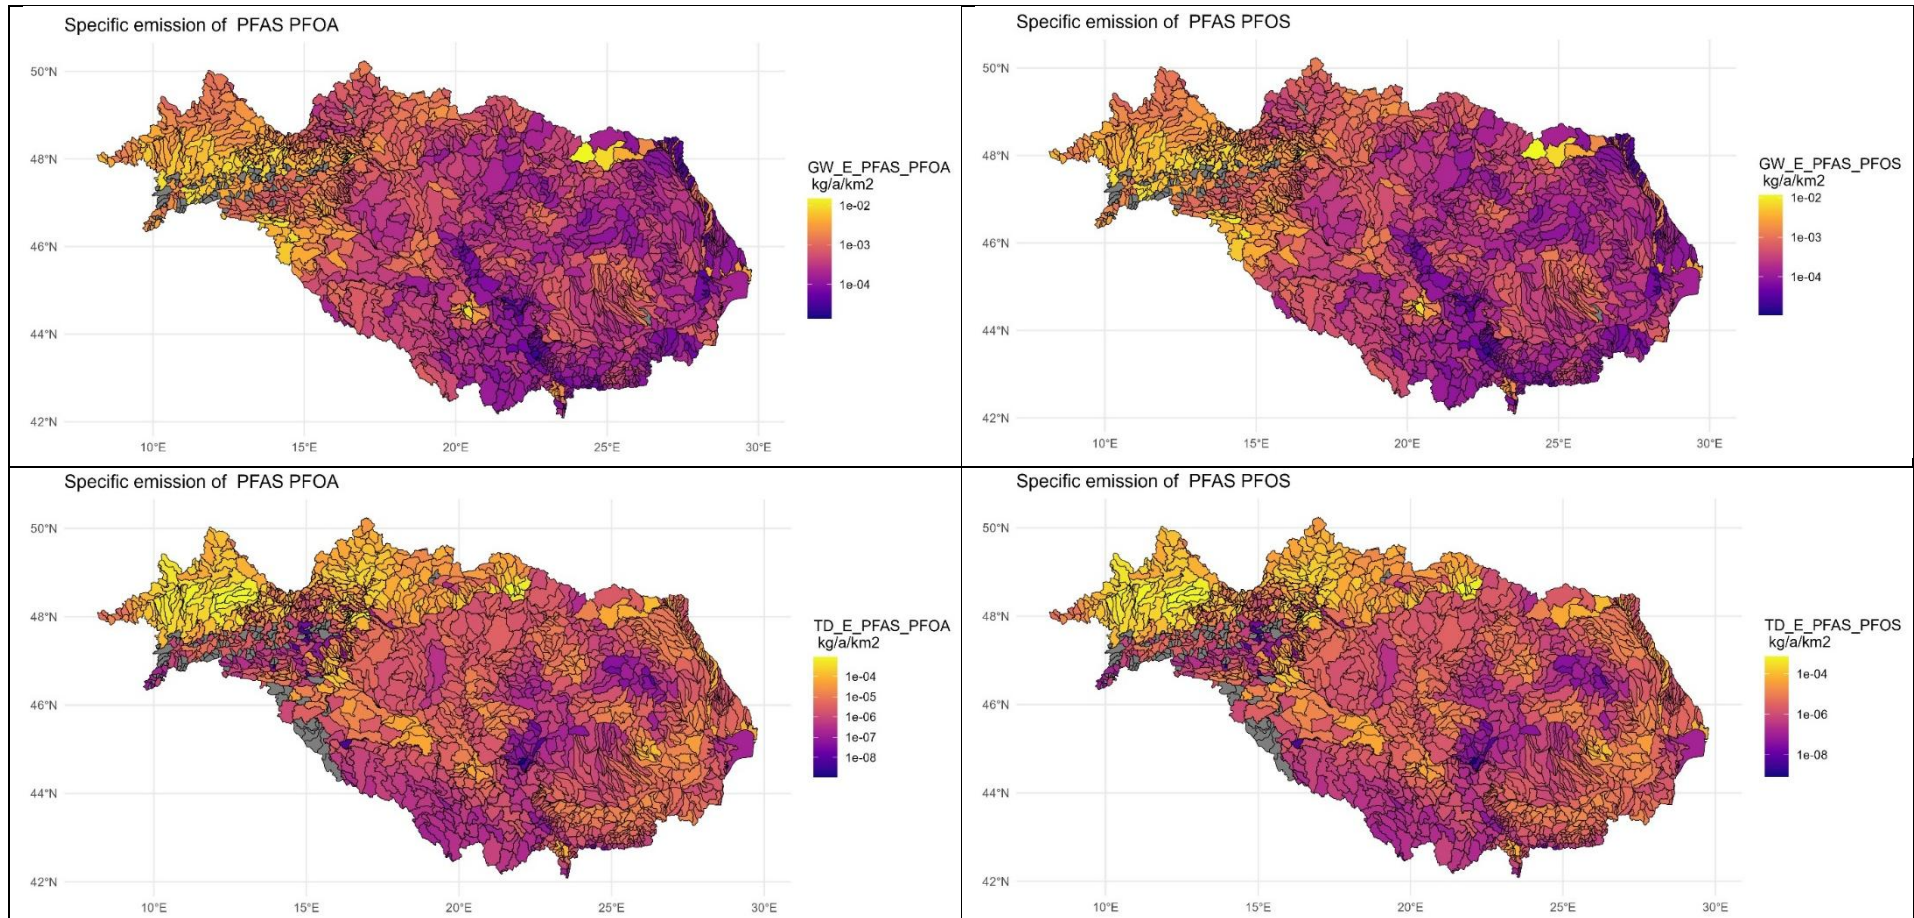 Specific emission of  PFAS PFOA
50°N
48°N
46°N
44°N
42°N
10°E
15°E
20°E
25°E
30°E
GW_E_PFAS_PFOA
kg/a/km2
1e-02
1e-03
1e-04
Specific emission of  PFAS PFOS
50°N
48°N
46°N
44°N
42°N
10°E
15°E
20°E
25°E
30°E
GW_E_PFAS_PFOS
kg/a/km2
1e-02
1e-03
1e-04
Specific emission of  PFAS PFOA
50°N
48°N
46°N
44°N
42°N
10°E
15°E
20°E
25°E
30°E
TD_E_PFAS_PFOA
kg/a/km2
1e-04
1e-05
1e-06
1e-07
1e-08
Specific emission of  PFAS PFOS
50°N
48°N
46°N
44°N
42°N
10°E
15°E
20°E
25°E
30°E
TD_E_PFAS_PFOS
kg/a/km2
1e-04
1e-06
1e-08